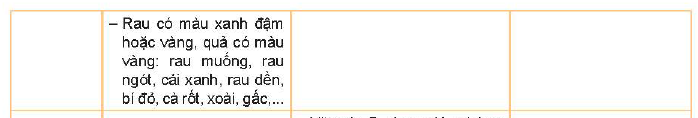 – Rau có màu xanh đậm
hoặc vàng, quả có màu
vàng: rau muống, rau
ngót, cải xanh, rau dền,
bí đỏ, cà rốt, xoài, gấc,...